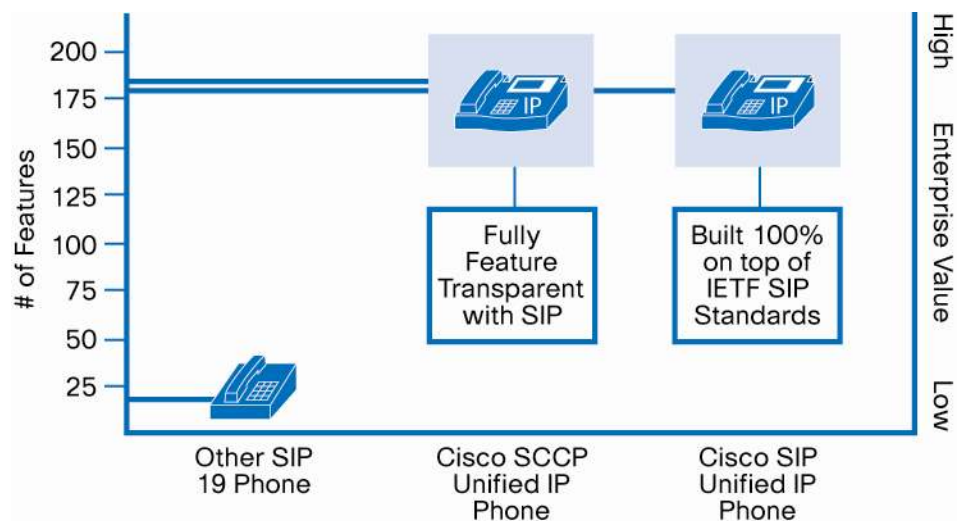 200
175
150
125
100
75
50
25
# of Features
High
Enterprise Value
Low
IP
IP
Fully
Feature
Transparent
with SIP
Built 100%
on top of
IETF SIP
Standards
Other SIP
19 Phone
Cisco SCCP
Unified IP
Phone
Cisco SIP
Unified IP
Phone